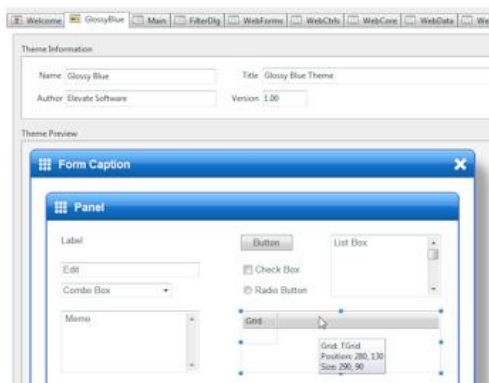 Welcome GlossyBlue Main FilterDlg WebForms WebCtrls WebCore WebData We
Theme Information
Name Glossy Blue Title Glossy Blue Theme
Author Elevate Software Version 1.00
Theme Preview
Form Caption
Panel
Label Button List Box
Edit Check Box
Combo Box Radio Button
Memo Grid
Grid: TGrid
Position: 280, 130
Size: 290, 90